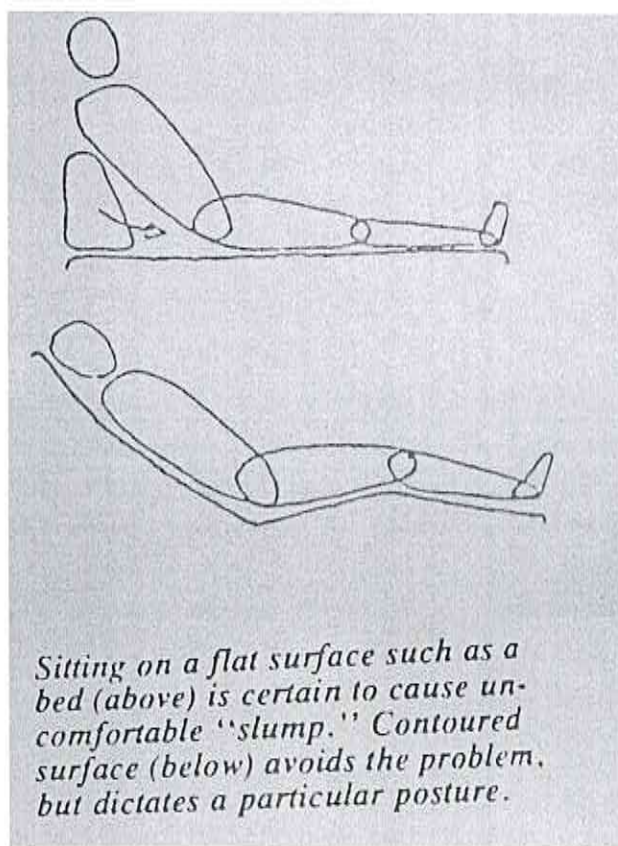 Sitting on a flat surface such as a
bed (above) is certain to cause un-
comfortable “slump.” Contoured
surface (below) avoids the problem,
but dictates a particular posture.